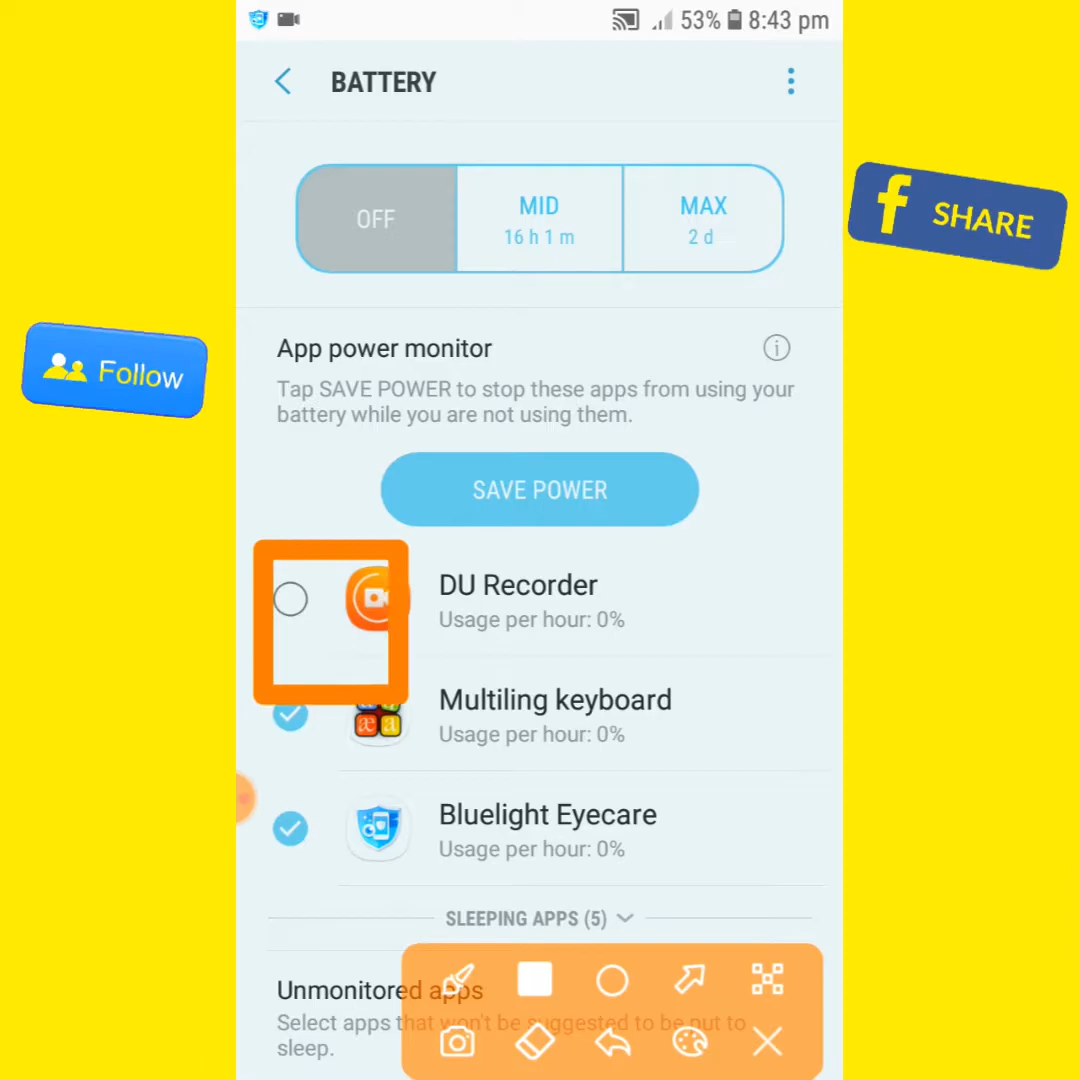 53% 8:43 pm
BATTERY
OFF
MID
16 h 1 m
MAX
2 d
f SHARE
Follow
App power monitor
Tap SAVE POWER to stop these apps from using your
battery while you are not using them.
SAVE POWER
DU Recorder
Usage per hour: 0%
Multiling keyboard
Usage per hour: 0%
æ a
Bluelight Eyecare
Usage per hour: 0%
SLEEPING APPS (5)
Unmonitored apps
Select apps that won't be suggested to be put to
sleep.